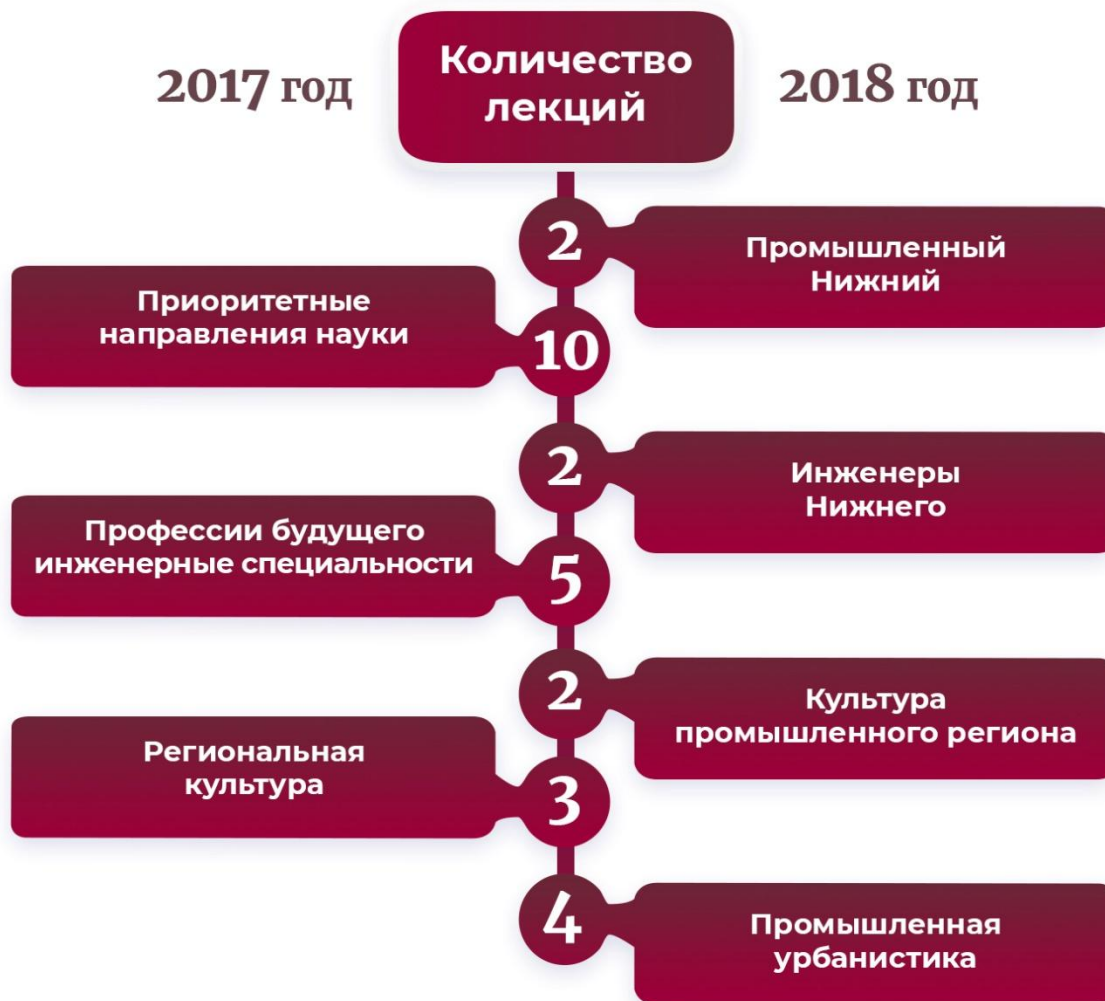 2017 год
Количество
лекций
2018 год
2
Промышленный
Нижний
Приоритетные
направления науки
10
2
Инженеры
Нижнего
Профессии будущего
инженерные специальности
5
2
Культура
промышленного региона
Региональная
культура
3
4
Промышленная
урбанистика